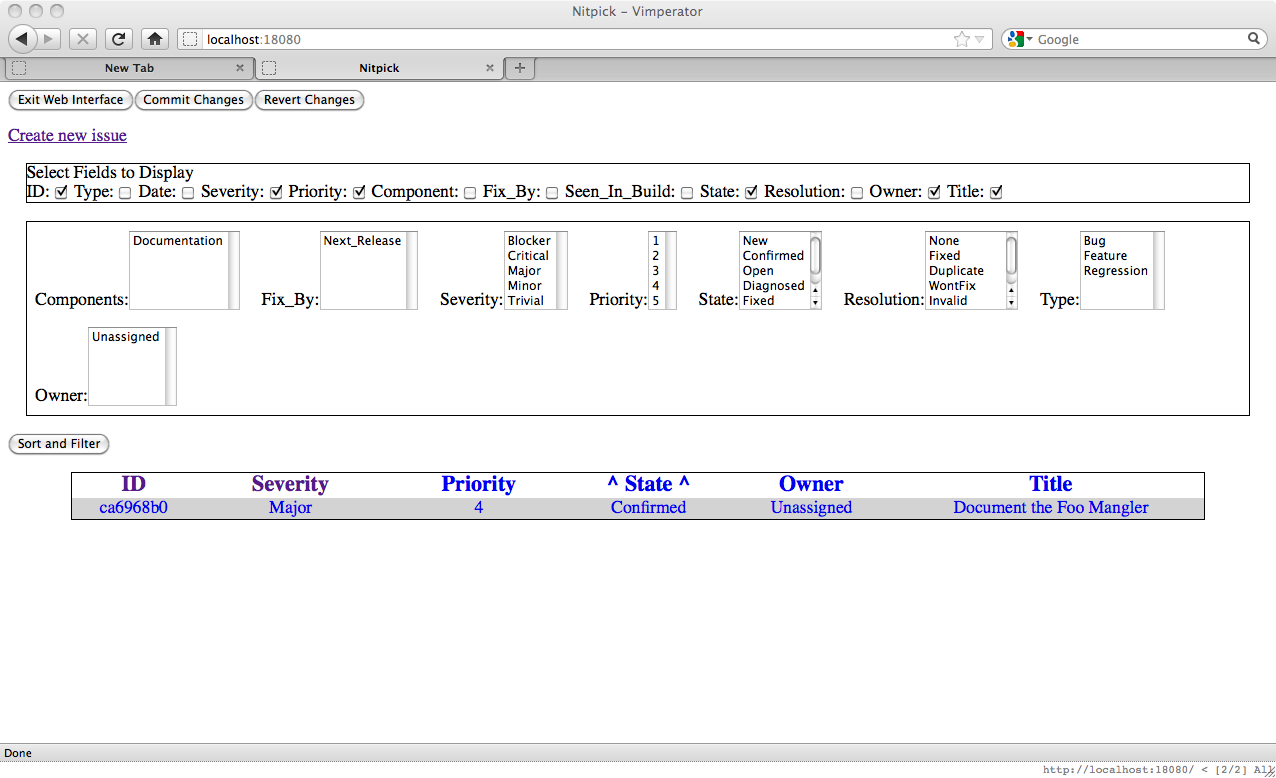 Nitpick – Vimperator
localhost:18080
Google
New Tab
Nitpick
Exit Web Interface Commit Changes Revert Changes
Create new issue
Select Fields to Display
ID: Type: Date: Severity: Priority: Component: Fix_By: Seen_In_Build: State: Resolution: Owner: Title:
Components:
Documentation
Fix_By:
Next_Release
Severity:
Blocker
Critical
Major
Minor
Trivial
Priority:
1
2
3
4
5
State:
New
Confirmed
Open
Diagnosed
Fixed
Resolution:
None
Fixed
Duplicate
WontFix
Invalid
Type:
Bug
Feature
Regression
Owner:
Unassigned
Sort and Filter
ID Severity Priority ^ State ^ Owner Title
ca6968b0 Major 4 Confirmed Unassigned Document the Foo Mangler
Done
http://localhost:18080/ < [2/2] All